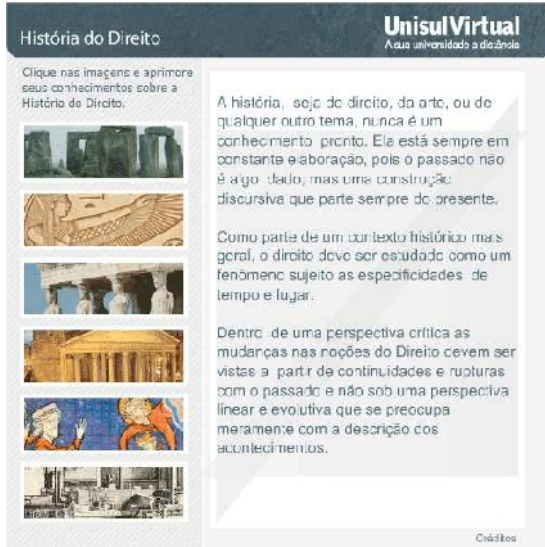 História do Direito
UnisulVirtual
A sua universidade a distância
Clique nas imagens e aprimore
seus conhecimentos sobre a
História do Direito.
A história, seja do direito, da arte, ou de
qualquer outro tema, nunca é um
conhecimento pronto. Ela está sempre em
constante elaboração, pois o passado não
é algo dado, mas uma construção
discursiva que parte sempre do presente.
Como parte de um contexto histórico mais
geral, o direito deve ser estudado como um
fenômeno sujeito as especificidades de
tempo e lugar.
Dentro de uma perspectiva crítica as
mudanças nas noções do Direito devem ser
vistas a partir de continuidades e rupturas
com o passado e não sob uma perspectiva
linear e evolutiva que se preocupa
meramente com a descrição dos
acontecimentos.
Créditos